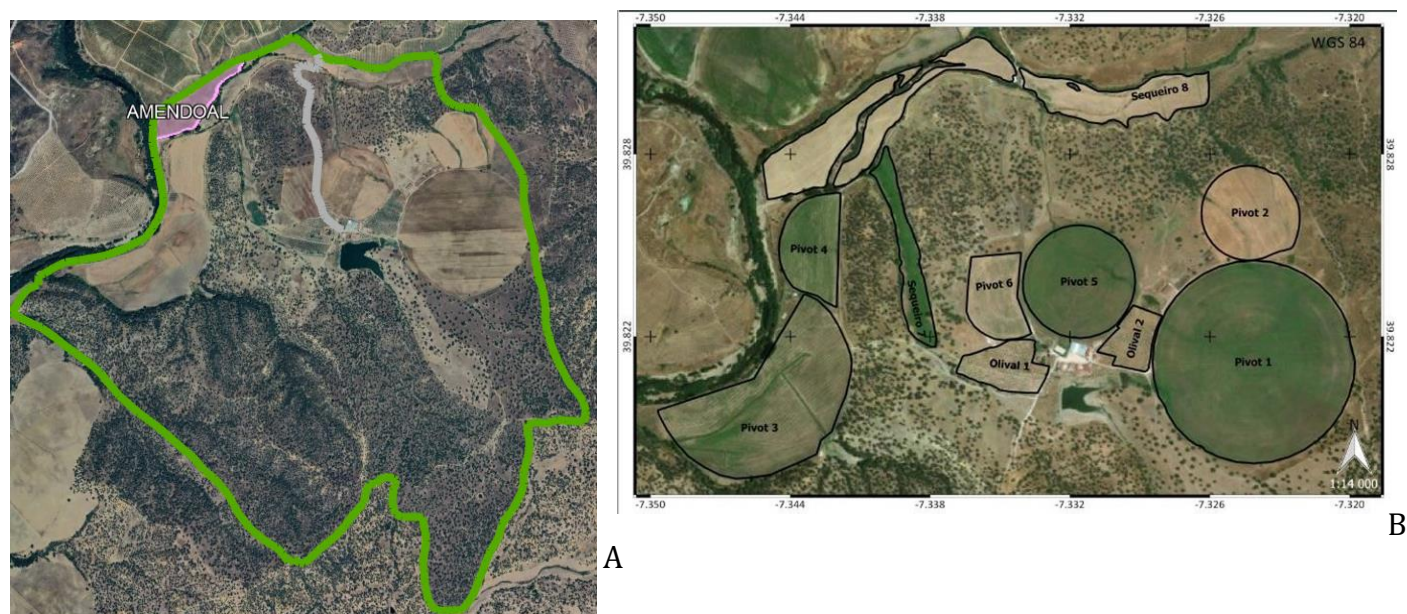 AMENDOAL
A
-7.350 -7.344 -7.338 -7.332 -7.326 -7.320
WGS 84
Sequeiro 8
39.828 39.828
Pivot 2
Pivot 4
Pivot 6
Pivot 5
Sequeiro 7
39.822 39.822
Olival 2
Olival 1
Pivot 1
Pivot 3
N
1:14 000
-7.350 -7.344 -7.338 -7.332 -7.326 -7.320
B